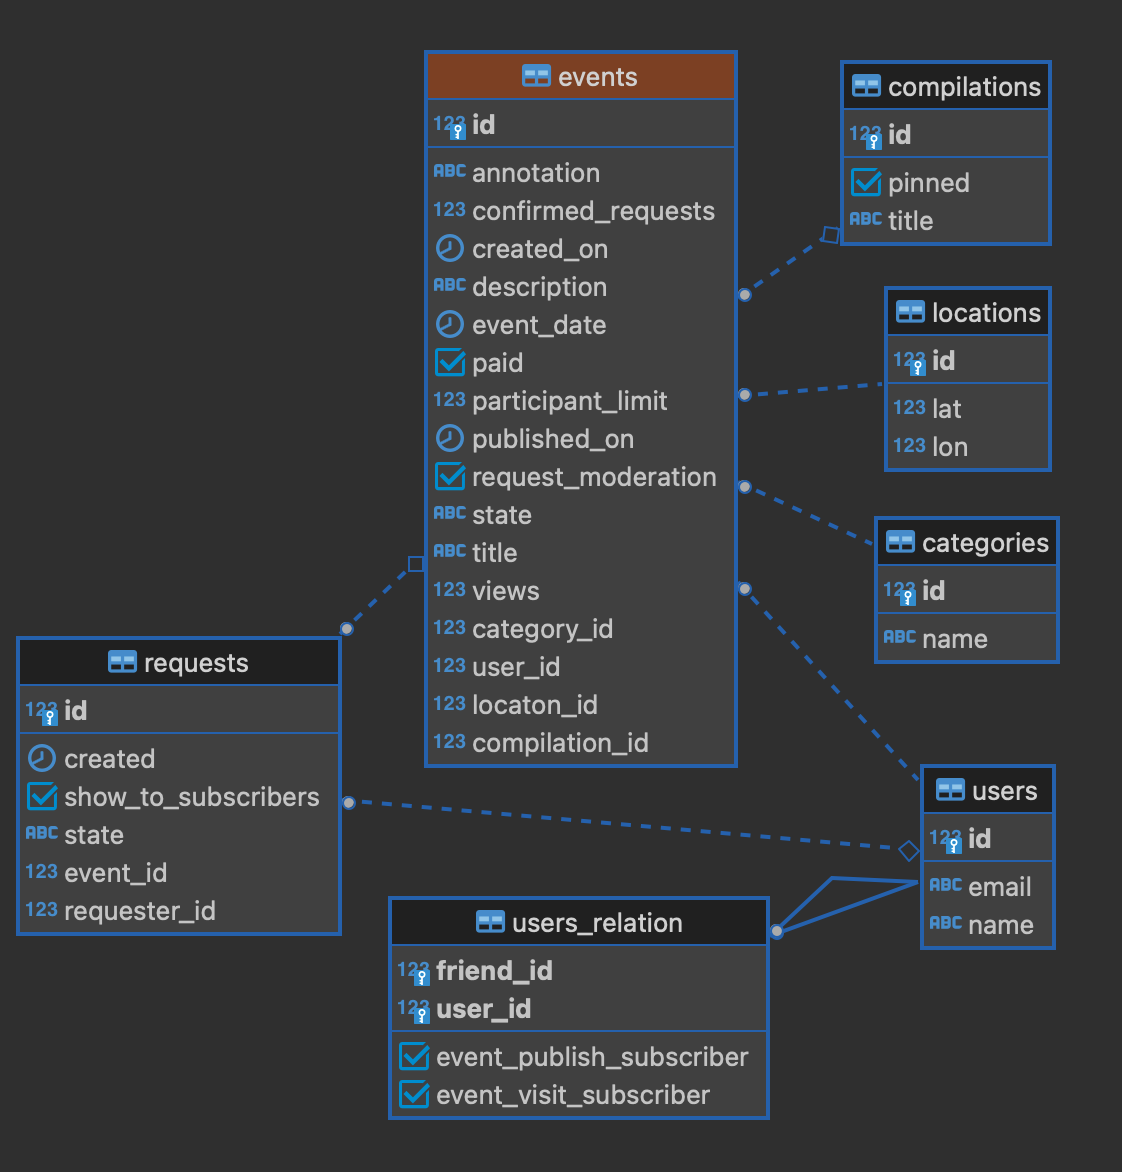 events
123 id
ABC annotation
123 confirmed_requests
created_on
ABC description
event_date
paid
123 participant_limit
published_on
request_moderation
ABC state
ABC title
123 views
123 category_id
123 user_id
123 locaton_id
123 compilation_id
compilations
123 id
pinned
ABC title
locations
123 id
123 lat
123 lon
categories
123 id
ABC name
requests
123 id
created
show_to_subscribers
ABC state
123 event_id
123 requester_id
users
123 id
ABC email
ABC name
users_relation
123 friend_id
123 user_id
event_publish_subscriber
event_visit_subscriber